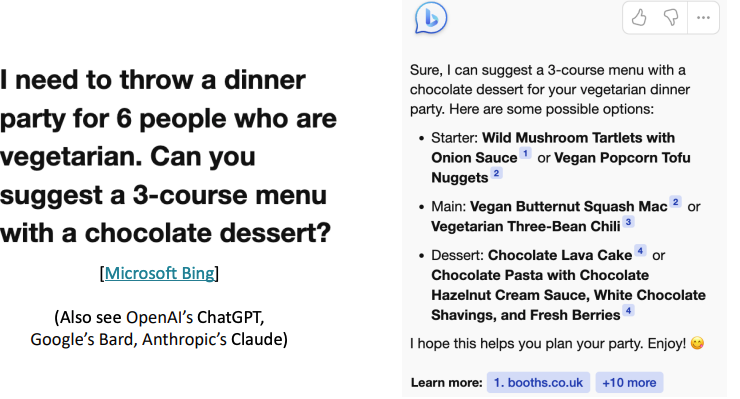 I need to throw a dinner
party for 6 people who are
vegetarian. Can you
suggest a 3-course menu
with a chocolate dessert?
[Microsoft Bing]
(Also see OpenAI's ChatGPT,
Google's Bard, Anthropic's Claude)
Sure, I can suggest a 3-course menu with a
chocolate dessert for your vegetarian dinner
party. Here are some possible options:
• Starter: Wild Mushroom Tartlets with
Onion Sauce 1 or Vegan Popcorn Tofu
Nuggets 2
• Main: Vegan Butternut Squash Mac 2 or
Vegetarian Three-Bean Chili 3
• Dessert: Chocolate Lava Cake 4 or
Chocolate Pasta with Chocolate
Hazelnut Cream Sauce, White Chocolate
Shavings, and Fresh Berries 4
I hope this helps you plan your party. Enjoy! 😋
Learn more: 1. booths.co.uk +10 more